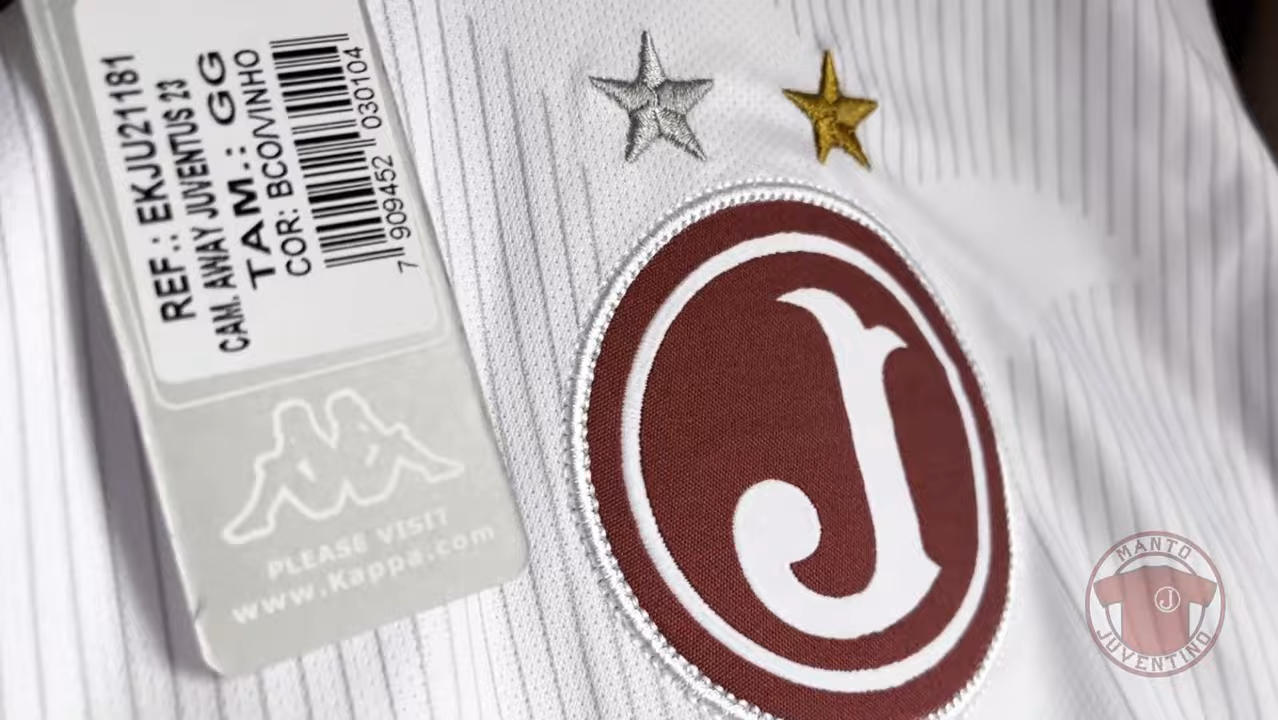 REF.: EKJU21181
CAM. AWAY JUVENTUS 23
TAM.: GG
COR: BCO/VINHO
7 909452 030104
PLEASE VISIT
www.Kappa.com
J
MANTO
J
JUVENTINO